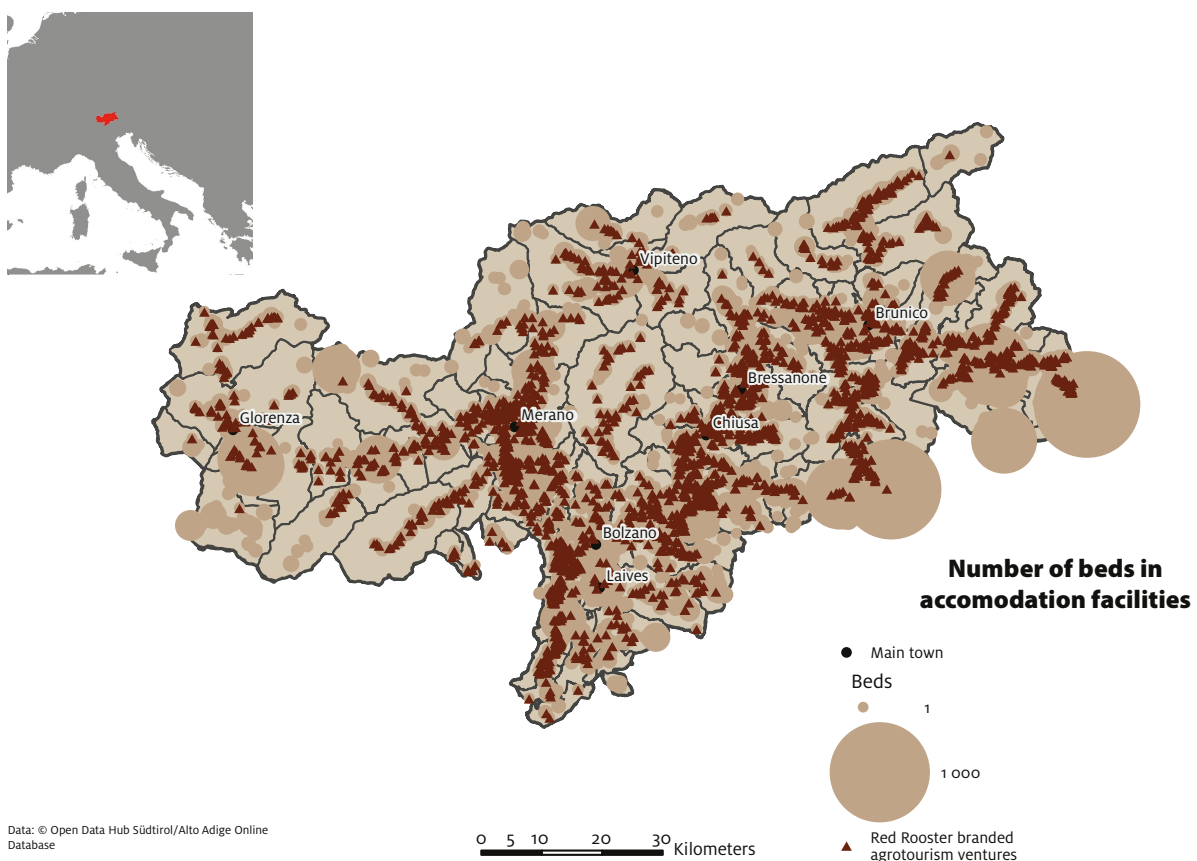 Vipiteno
Brunico
Bressanone
Glorenza
Merano
Chiusa
Bolzano
Laives
Number of beds in
accomodation facilities
Main town
Beds
1
1 000
Red Rooster branded
agrotourism ventures
Data: © Open Data Hub Südtirol/Alto Adige Online
Database
0 5 10 20 30
Kilometers